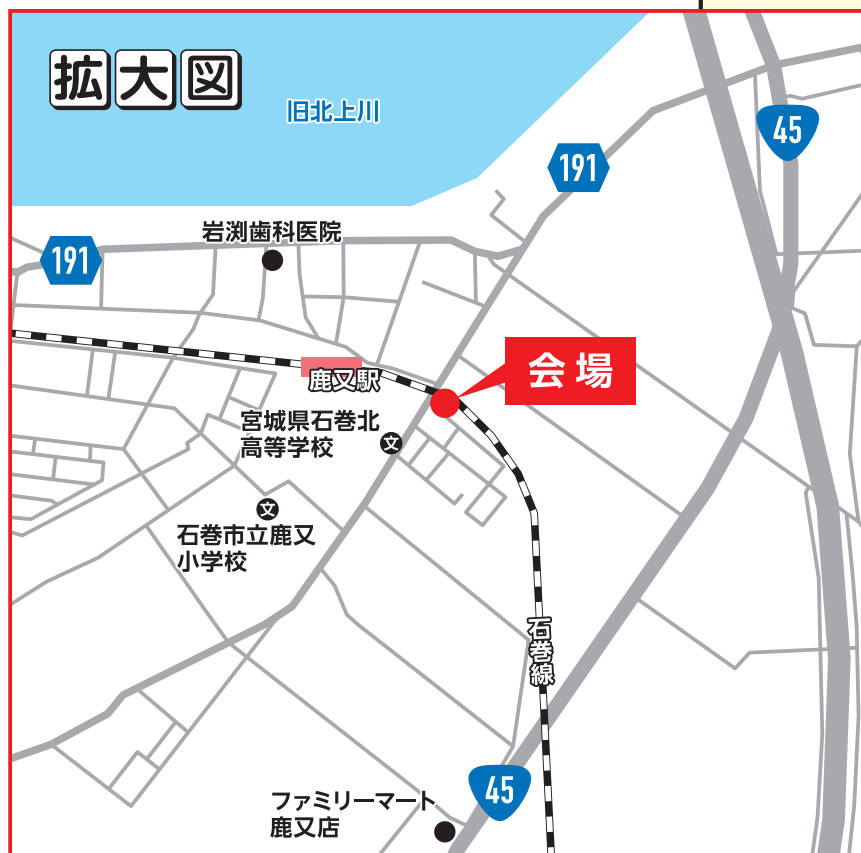 拡大図
旧北上川
45
191
岩渕歯科医院
191
会場
鹿又駅
宮城県石巻北
高等学校
文
文
石巻市立鹿又
小学校
石巻線
45
ファミリーマート
鹿又店